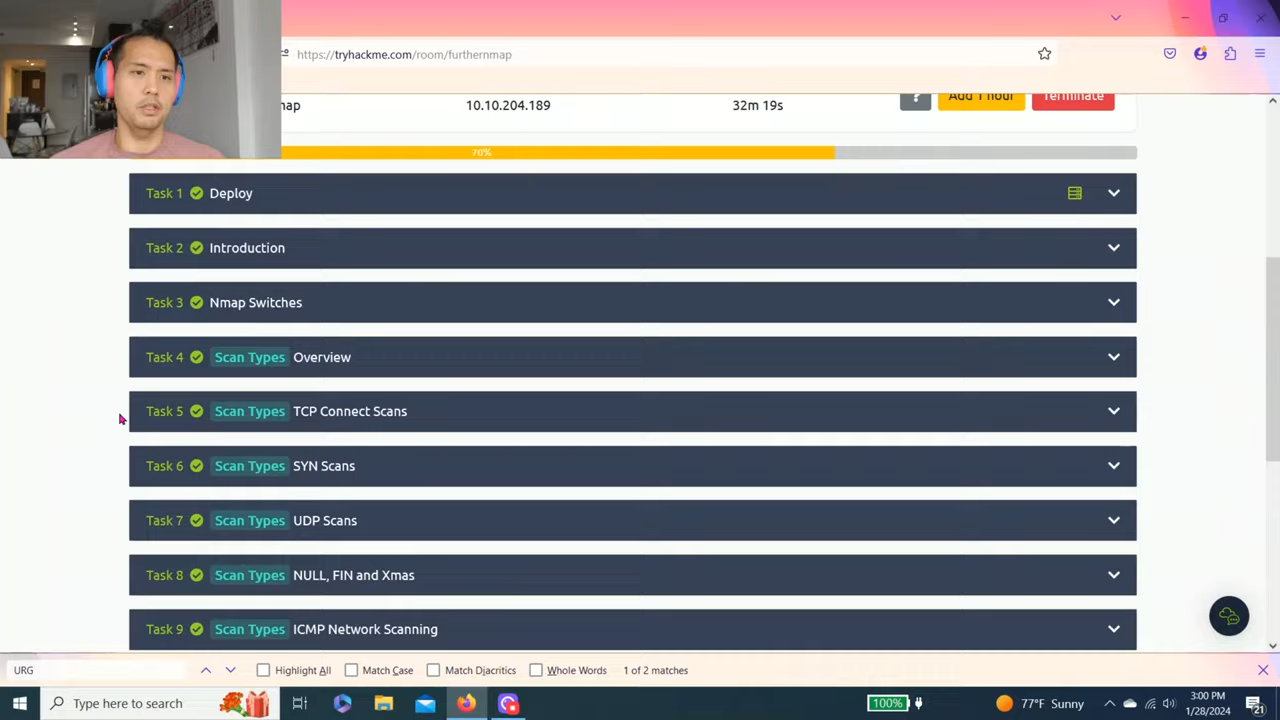 https://tryhackme.com/room/furthernmap
map 10.10.204.189 32m 19s ? Add 1 hour Terminate
70%
Task 1 Deploy
Task 2 Introduction
Task 3 Nmap Switches
Task 4 Scan Types Overview
Task 5 Scan Types TCP Connect Scans
Task 6 Scan Types SYN Scans
Task 7 Scan Types UDP Scans
Task 8 Scan Types NULL, FIN and Xmas
Task 9 Scan Types ICMP Network Scanning
URG Highlight All Match Case Match Diacritics Whole Words 1 of 2 matches
Type here to search 100% 77°F Sunny 3:00 PM
1/28/2024 21